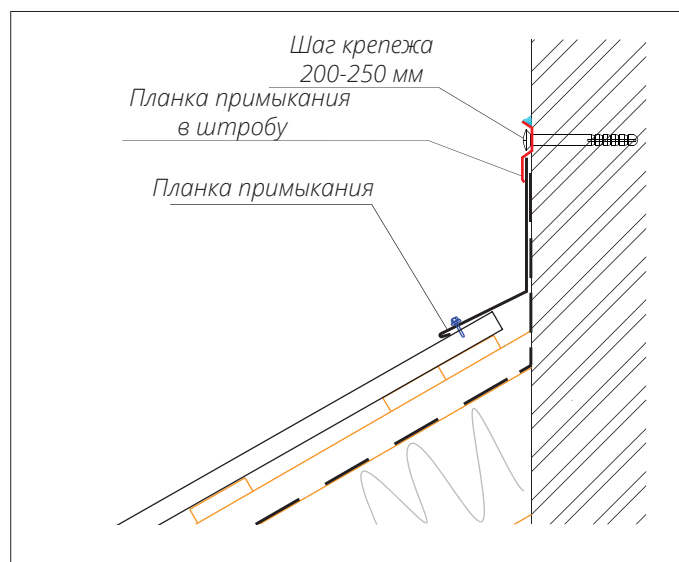 Шаг крепежа
200-250 мм
Планка примыкания
в штробу
Планка примыкания